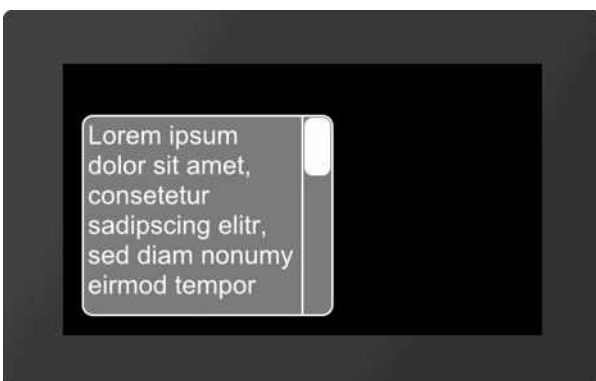 Lorem ipsum
dolor sit amet,
consetetur
sadipscing elitr,
sed diam nonumy
eirmod tempor